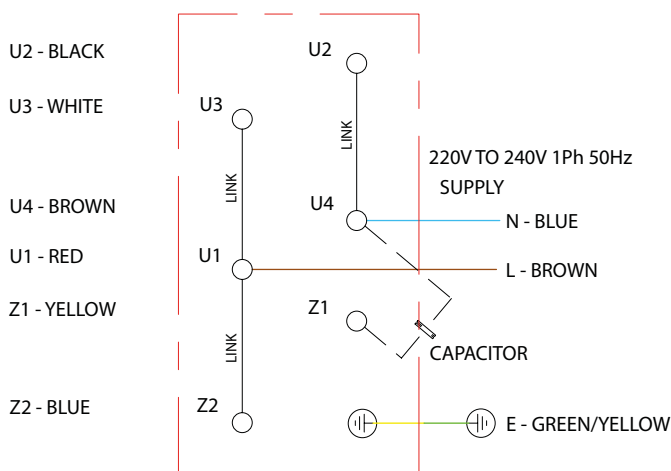 U2 - BLACK
U3 - WHITE
U4 - BROWN
U1 - RED
Z1 - YELLOW
Z2 - BLUE
U2
U3
LINK
LINK
U4
U1
Z1
LINK
Z2
220V TO 240V 1Ph 50Hz
SUPPLY
N - BLUE
L - BROWN
CAPACITOR
E - GREEN/YELLOW